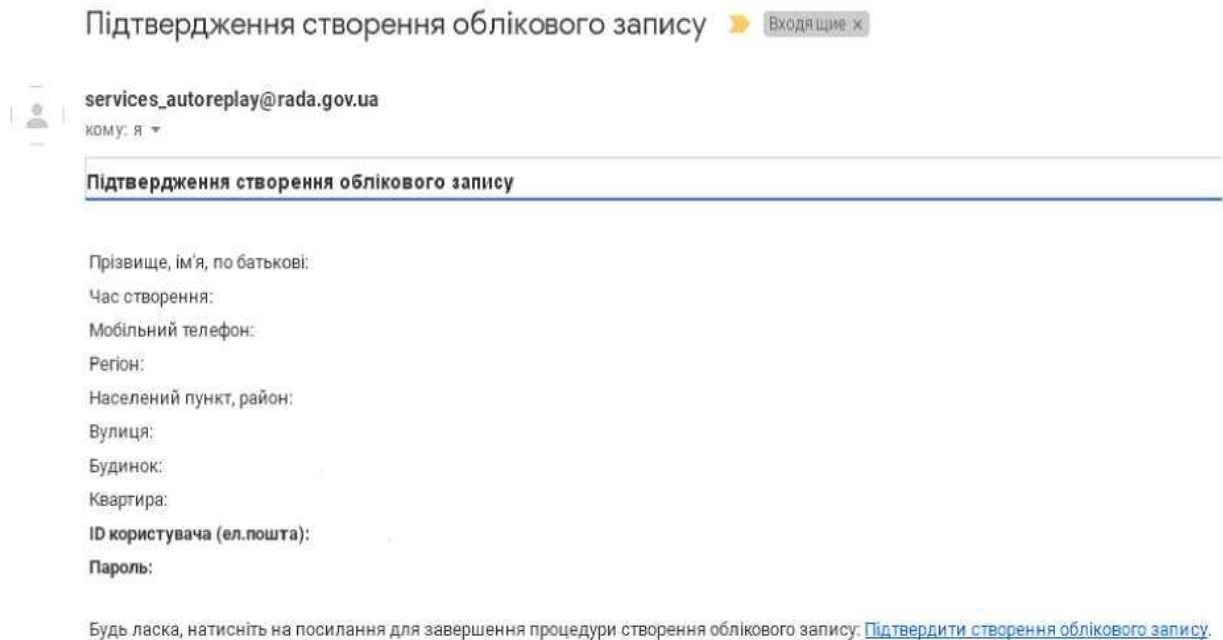 Підтвердження створення облікового запису Входящие x
services_autoreplay@rada.gov.ua
кому: я
Підтвердження створення облікового запису
Прізвище, ім'я, по батькові:
Час створення:
Мобільний телефон:
Регіон:
Населений пункт, район:
Вулиця:
Будинок:
Квартира:
ID користувача (ел.пошта):
Пароль:
Будь ласка, натисніть на посилання для завершення процедури створення облікового запису: Підтвердити створення облікового запису.